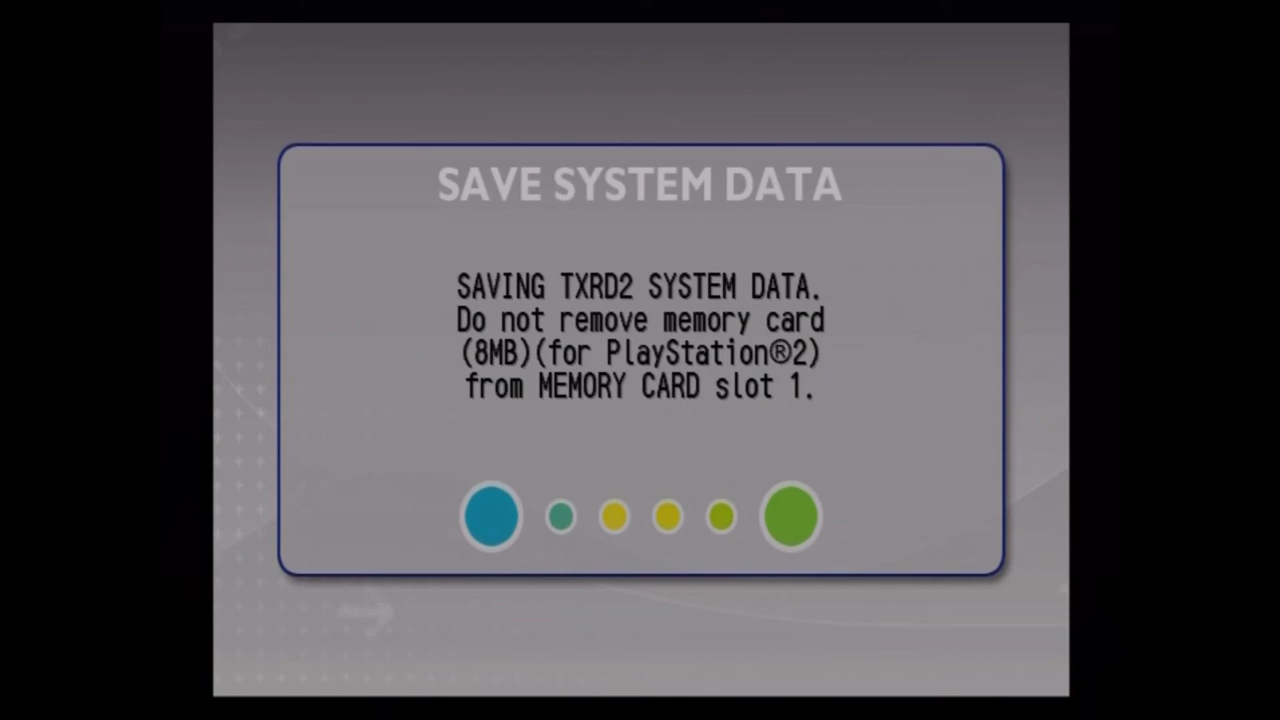 SAVE SYSTEM DATA
SAVING TXRD2 SYSTEM DATA.
Do not remove memory card
(8MB)(for PlayStation®2)
from MEMORY CARD slot 1.